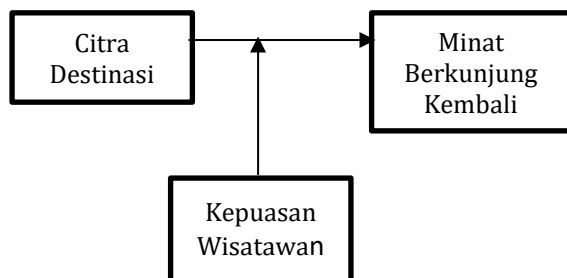 Citra
Destinasi
Minat
Berkunjung
Kembali
Kepuasan
Wisatawan